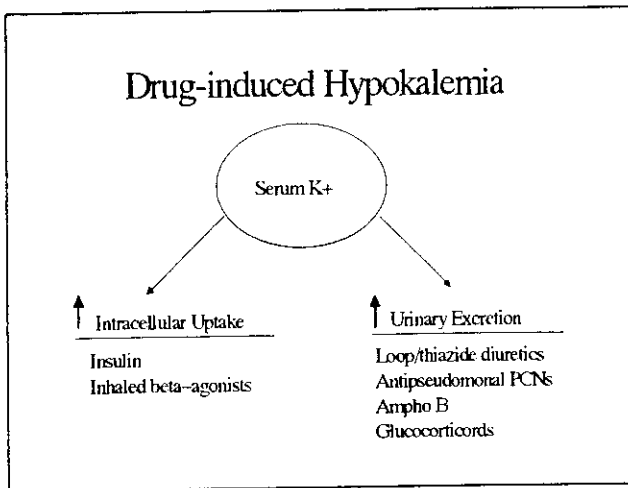 Drug-induced Hypokalemia
Serum K+
Intracellular Uptake
Insulin
Inhaled beta-agonists
Urinary Excretion
Loop/thiazide diuretics
Antipseudomonal PCNs
Ampho B
Glucocorticords